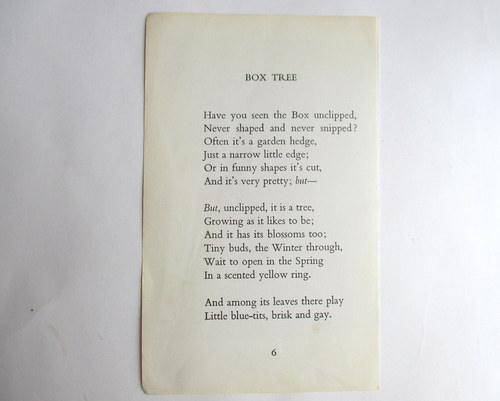 BOX TREE
Have you seen the Box unclipped,
Never shaped and never snipped?
Often it's a garden hedge,
Just a narrow little edge;
Or in funny shapes it's cut,
And it's very pretty; but—
But, unclipped, it is a tree,
Growing as it likes to be;
And it has its blossoms too;
Tiny buds, the Winter through,
Wait to open in the Spring
In a scented yellow ring.
And among its leaves there play
Little blue-tits, brisk and gay.
6